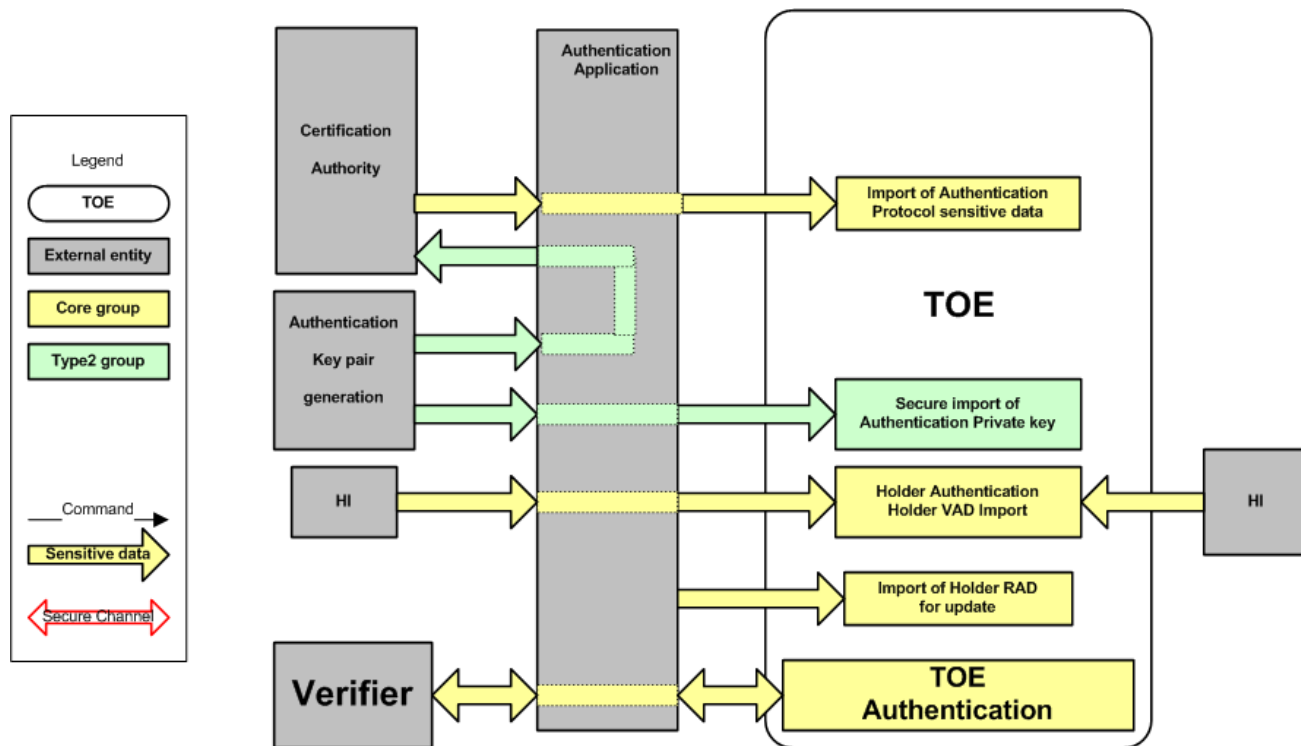 Legend
TOE
External entity
Core group
Type2 group
Command
Sensitive data
Secure Channel
Certification
Authority
Authentication
Key pair
generation
HI
Verifier
Authentication
Application
Import of Authentication
Protocol sensitive data
TOE
Secure import of
Authentication Private key
Holder Authentication
Holder VAD Import
Import of Holder RAD
for update
TOE
Authentication
HI